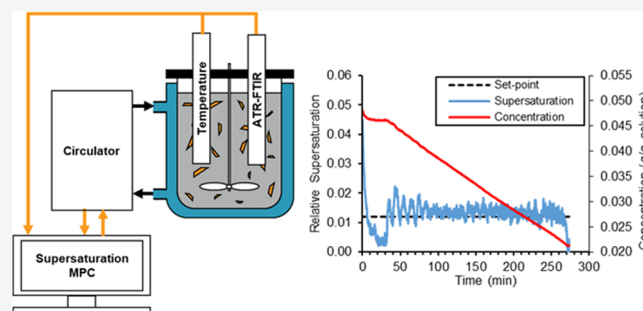 Temperature
ATR-FTIR
Circulator
Supersaturation
MPC
Relative Supersaturation
0.06
0.05
0.04
0.03
0.02
0.01
0.00
Set-point
Supersaturation
Concentration
0.055
0.050
0.045
0.040
0.035
0.030
0.025
0.020
0 50 100 150 200 250 300
Time (min)